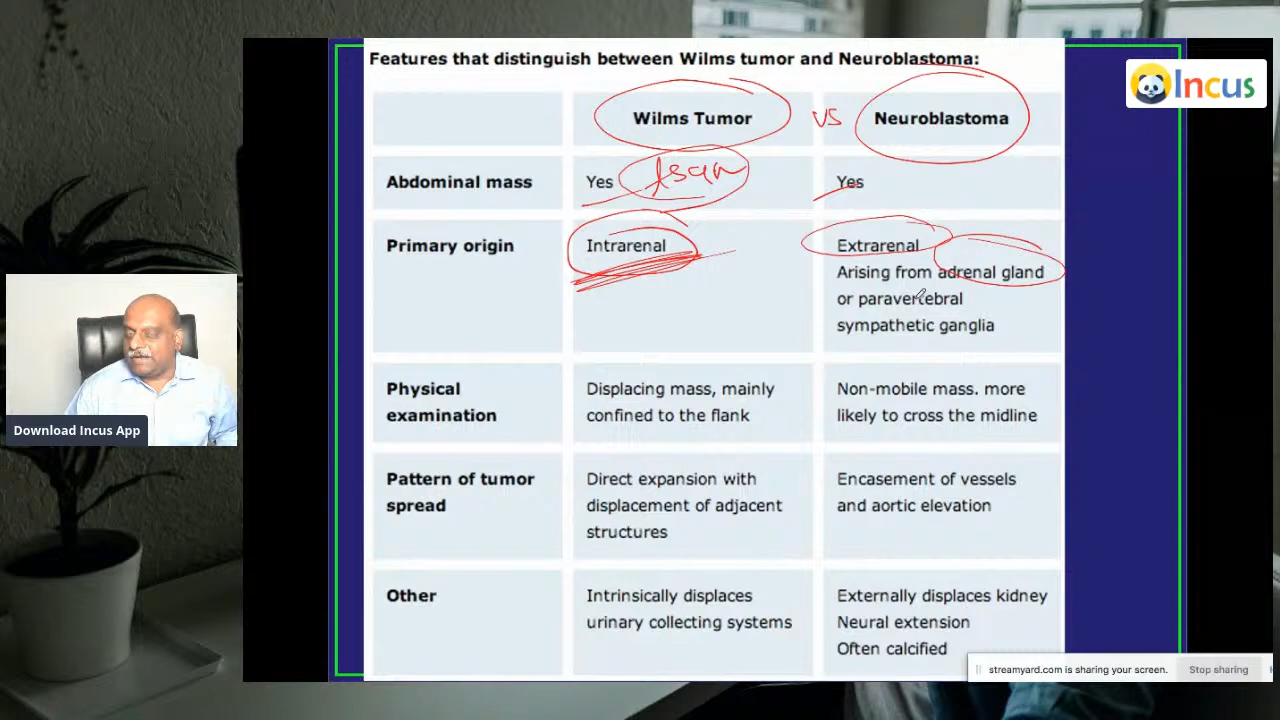 Features that distinguish between Wilms tumor and Neuroblastoma:
Incus
Wilms Tumor
vs
Neuroblastoma
Abdominal mass
Yes
Yes
Primary origin
Intrarenal
Extrarenal
Arising from adrenal gland
or paravertebral
sympathetic ganglia
Physical
examination
Displacing mass, mainly
confined to the flank
Non-mobile mass. more
likely to cross the midline
Pattern of tumor
spread
Direct expansion with
displacement of adjacent
structures
Encasement of vessels
and aortic elevation
Other
Intrinsically displaces
urinary collecting systems
Externally displaces kidney
Neural extension
Often calcified
Download Incus App
streamyard.com is sharing your screen.
Stop sharing